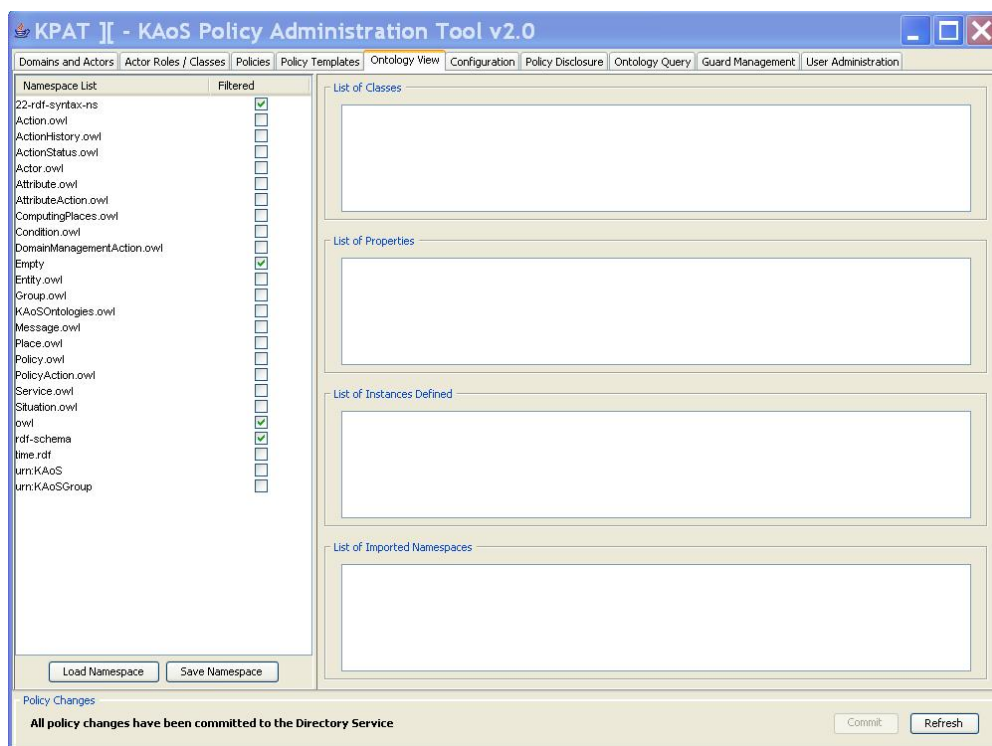 KPAT ][ - KAoS Policy Administration Tool v2.0
Domains and Actors Actor Roles / Classes Policies Policy Templates Ontology View Configuration Policy Disclosure Ontology Query Guard Management User Administration
Namespace List Filtered
22-rdf-syntax-ns
Action.owl
ActionHistory.owl
ActionStatus.owl
Actor.owl
Attribute.owl
AttributeAction.owl
ComputingPlaces.owl
Condition.owl
DomainManagementAction.owl
Empty
Entity.owl
Group.owl
KAoSOntologies.owl
Message.owl
Place.owl
Policy.owl
PolicyAction.owl
Service.owl
Situation.owl
owl
rdf-schema
time.rdf
urn:KAoS
urn:KAoSGroup
Load Namespace Save Namespace
List of Classes
List of Properties
List of Instances Defined
List of Imported Namespaces
Policy Changes
All policy changes have been committed to the Directory Service
Commit Refresh